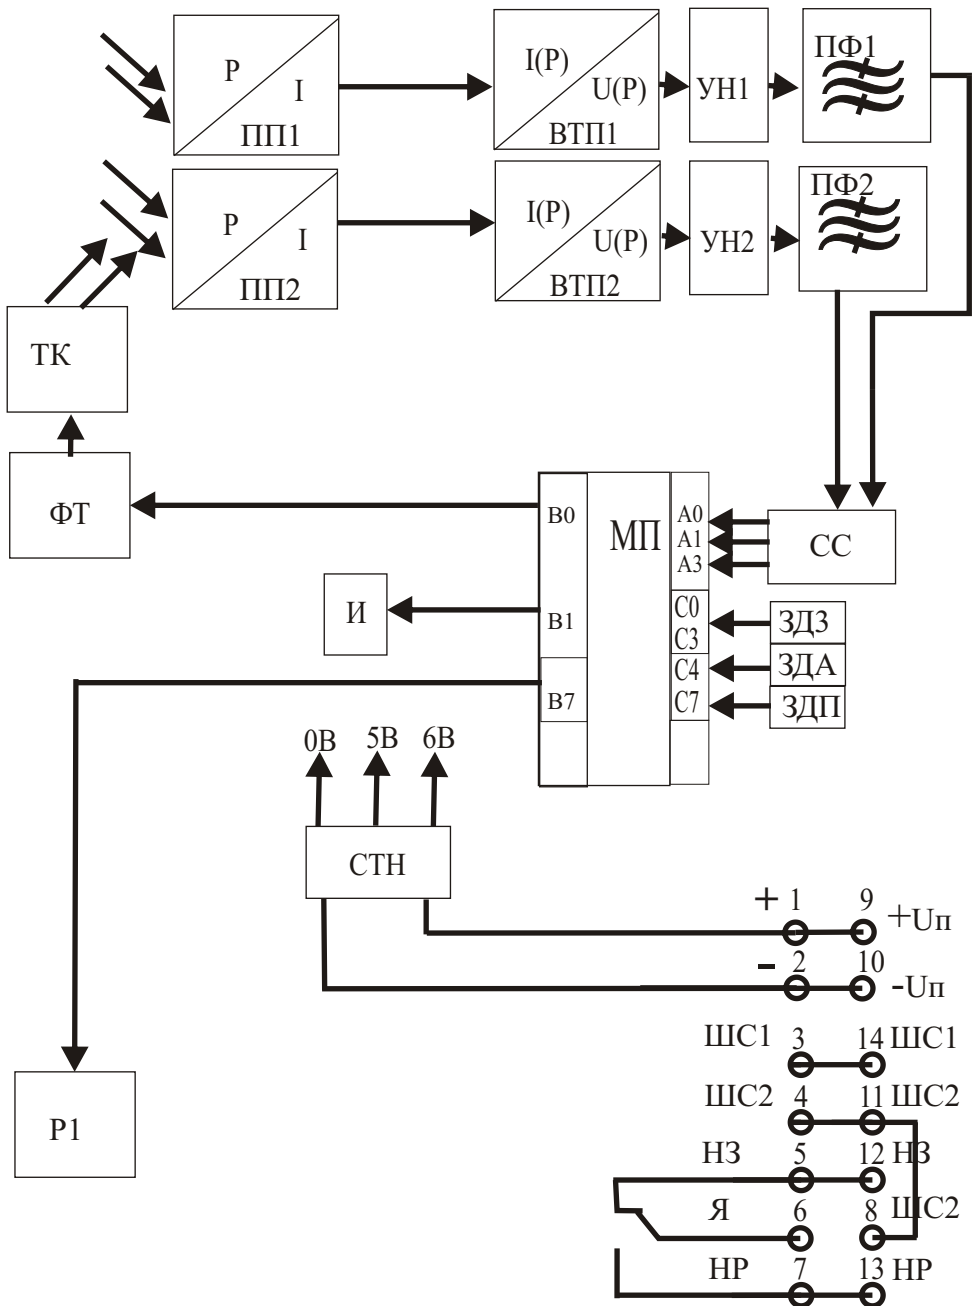 P
I
ПП1
I(P)
U(P)
ВТП1
УН1
ПФ1
P
I
ПП2
I(P)
U(P)
ВТП2
УН2
ПФ2
ТК
ФТ
B0
МП
A0
A1
A3
СС
И
B1
C0
C3
ЗДЗ
C4
ЗДА
B7
C7
ЗДП
0В
5В
6В
СТН
+ 1 9 +Uп
- 2 10 -Uп
ШС1 3 14 ШС1
ШС2 4 11 ШС2
НЗ 5 12 НЗ
Я 6 8 ШС2
НР 7 13 НР
Р1